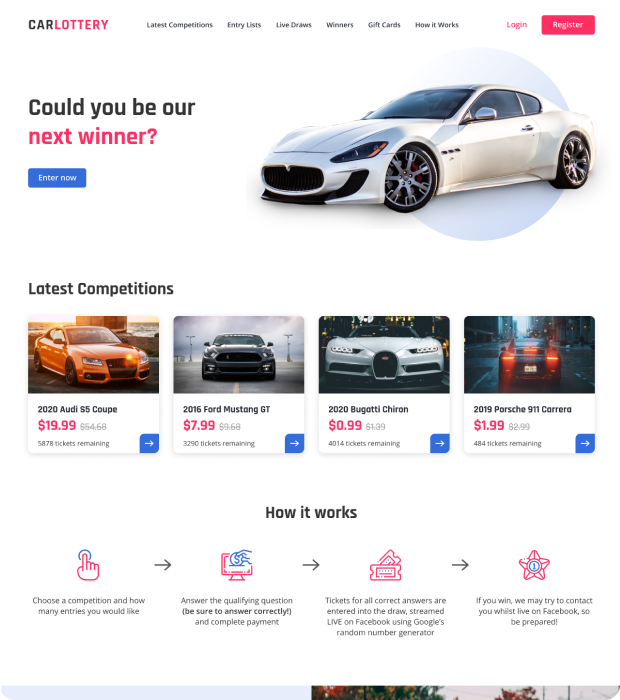 CARLOTTERY
Latest Competitions
Entry Lists
Live Draws
Winners
Gift Cards
How it Works
Login
Register
Could you be our
next winner?
Enter now
Latest Competitions
2020 Audi S5 Coupe
$19.99 $54.68
5878 tickets remaining
2016 Ford Mustang GT
$7.99 $9.68
3290 tickets remaining
2020 Bugatti Chiron
$0.99 $1.39
4014 tickets remaining
2019 Porsche 911 Carrera
$1.99 $2.99
484 tickets remaining
How it works
Choose a competition and how
many entries you would like
Answer the qualifying question
(be sure to answer correctly!)
and complete payment
Tickets for all correct answers are
entered into the draw, streamed
LIVE on Facebook using Google's
random number generator
If you win, we may try to contact
you whilst live on Facebook, so
be prepared!